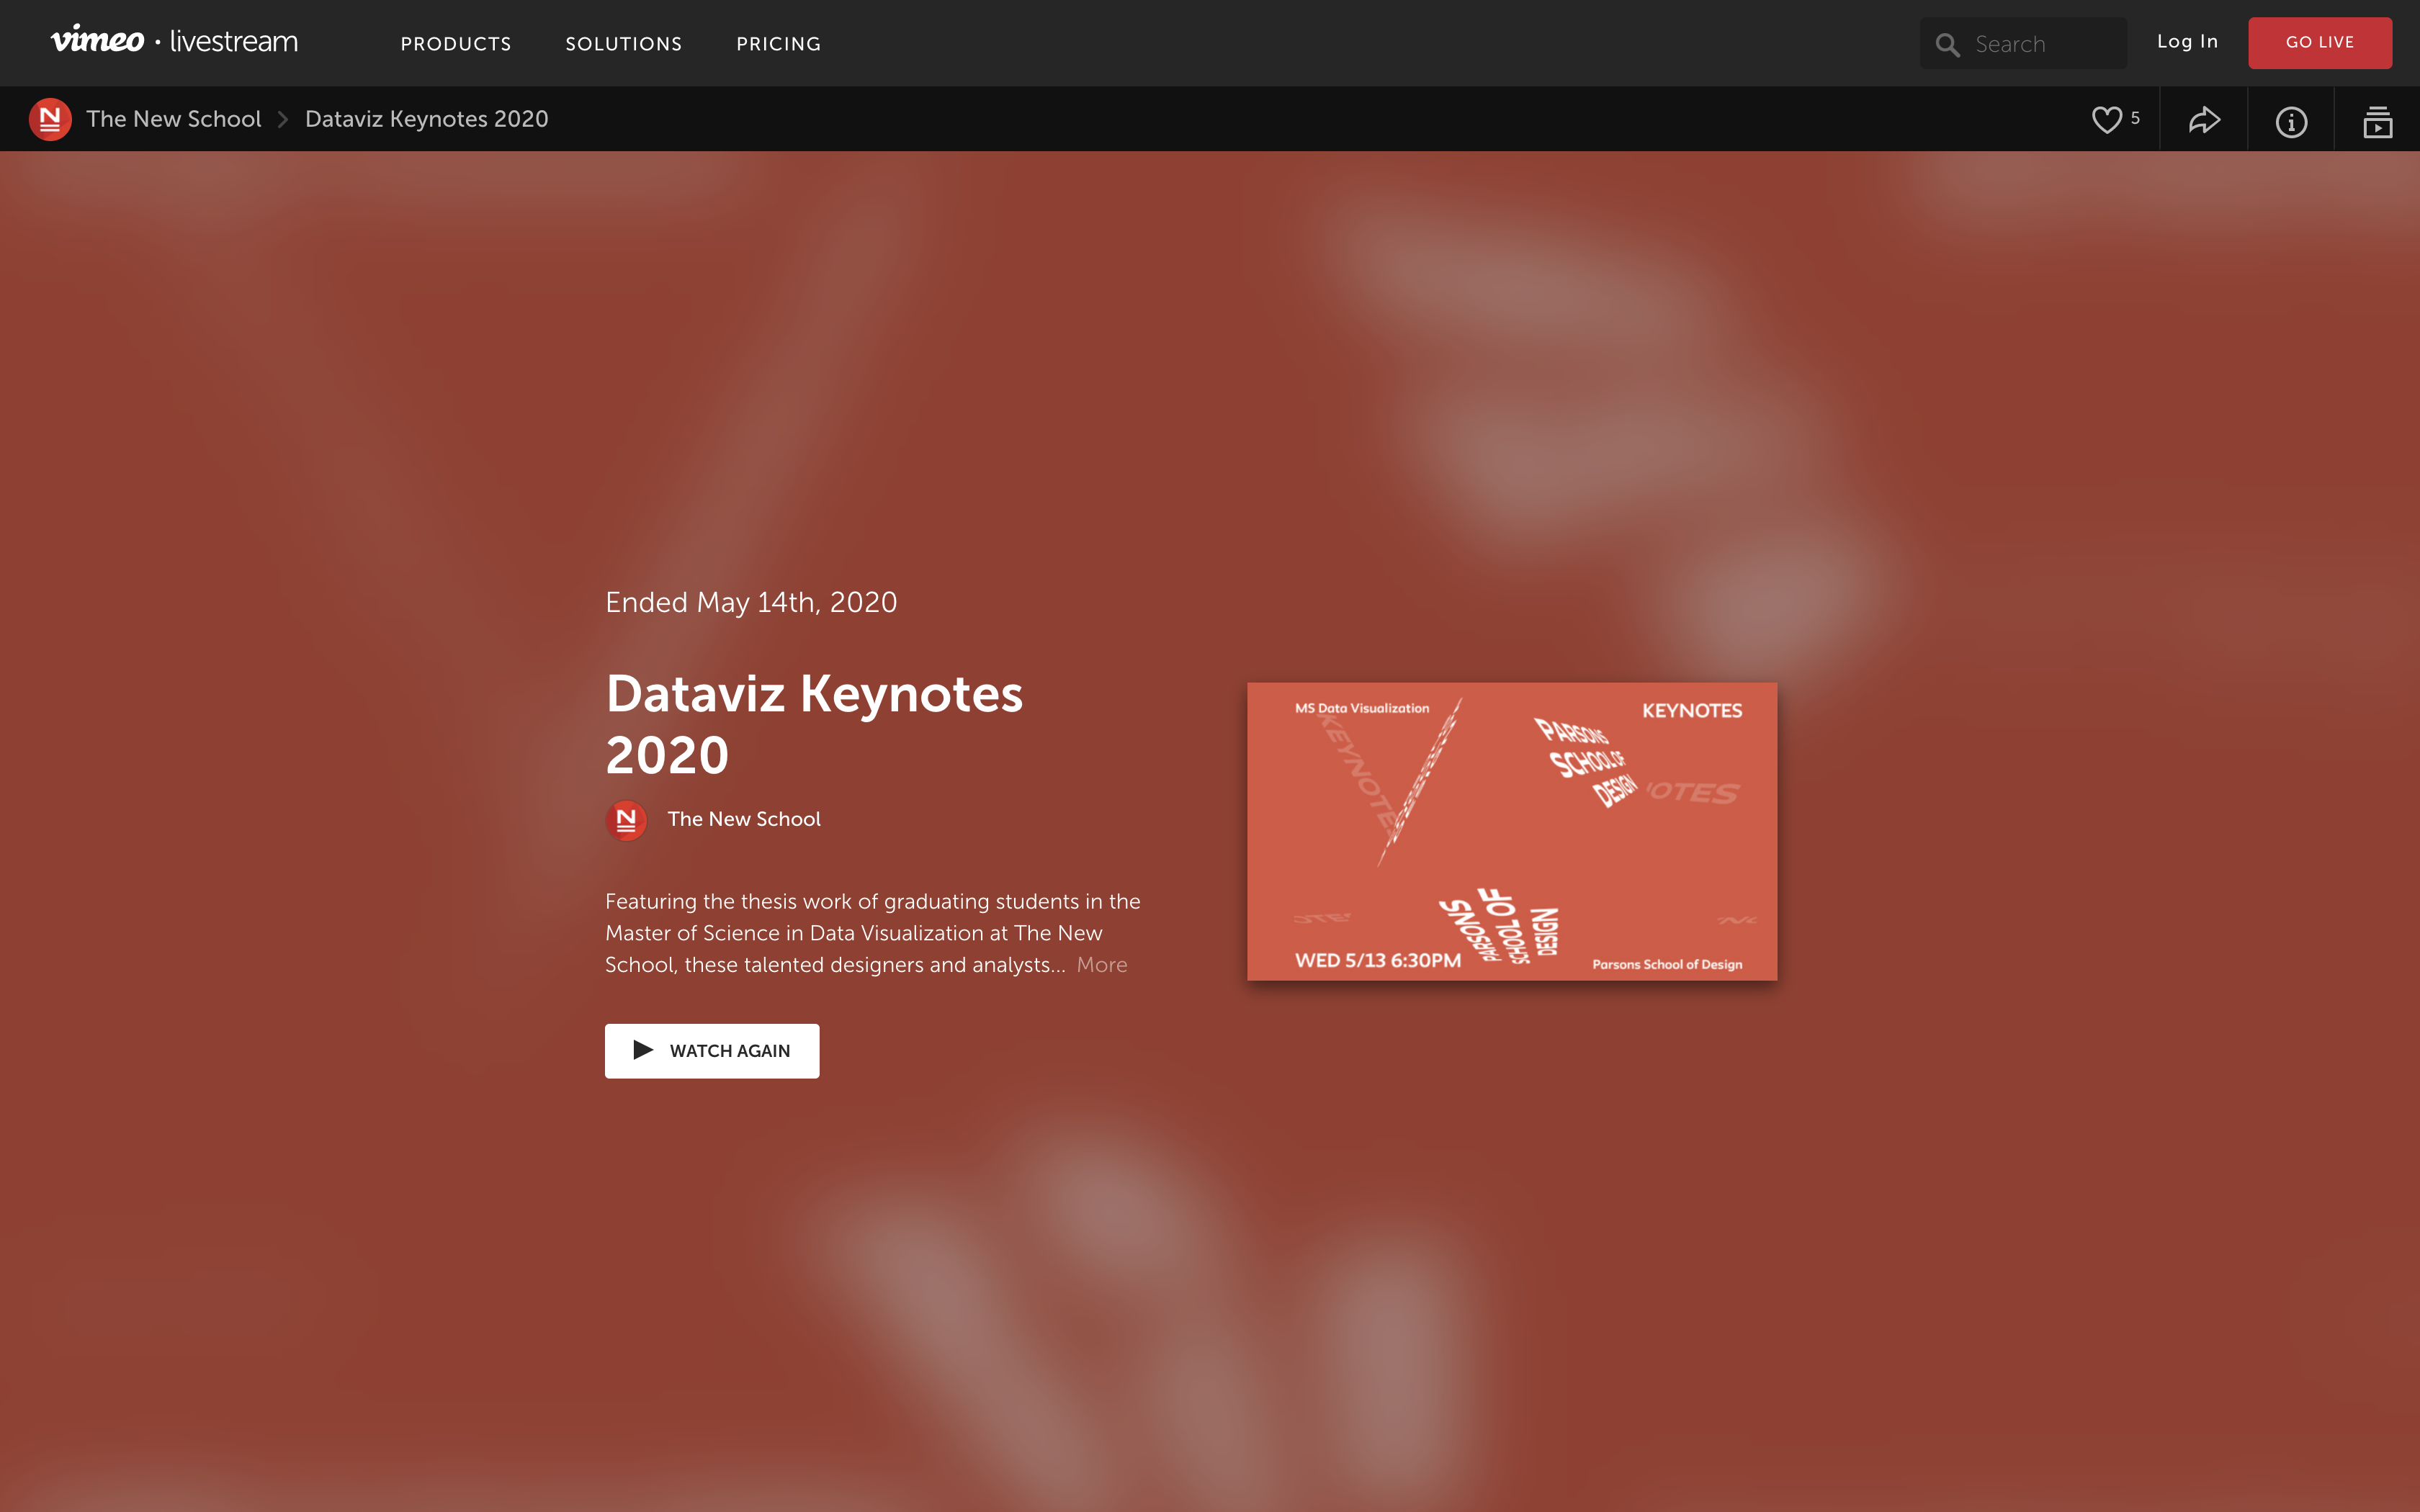 vimeo · livestream
PRODUCTS
SOLUTIONS
PRICING
Search
Log In
GO LIVE
The New School
Dataviz Keynotes 2020
5
Ended May 14th, 2020
Dataviz Keynotes
2020
The New School
Featuring the thesis work of graduating students in the
Master of Science in Data Visualization at The New
School, these talented designers and analysts... More
WATCH AGAIN
MS Data Visualization
KEYNOTES
KEYNOTES
PARSONS
SCHOOL OF
DESIGN
OTES
PARSONS
SCHOOL OF
DESIGN
WED 5/13 6:30PM
Parsons School of Design